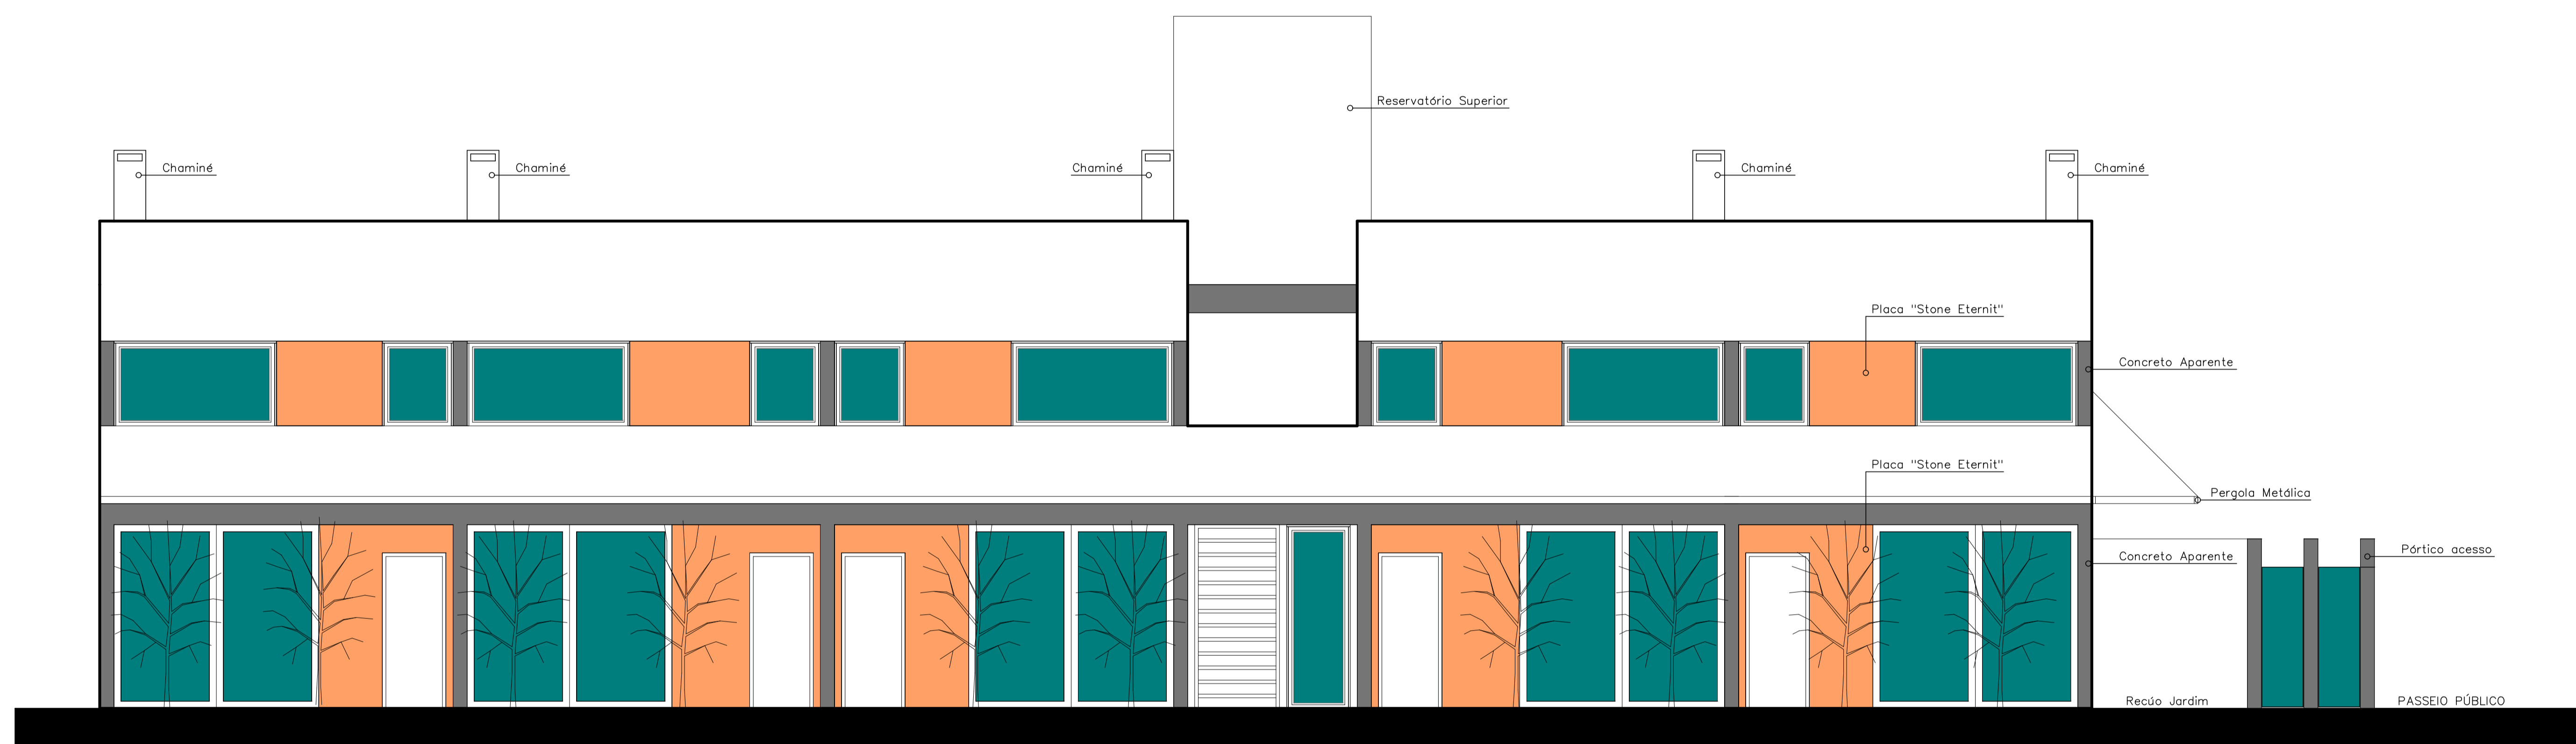 Reservatório Superior
Chaminé
Chaminé
Chaminé
Chaminé
Chaminé
Placa "Stone Eternit"
Concreto Aparente
Placa "Stone Eternit"
Pergola Metálica
Concreto Aparente
Pórtico acesso
Recúo Jardim
PASSEIO PÚBLICO